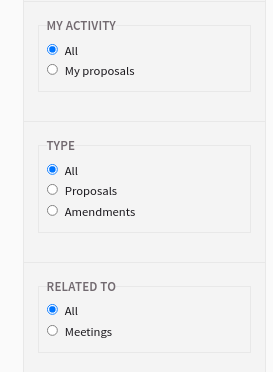 MY ACTIVITY
All
My proposals
TYPE
All
Proposals
Amendments
RELATED TO
All
Meetings